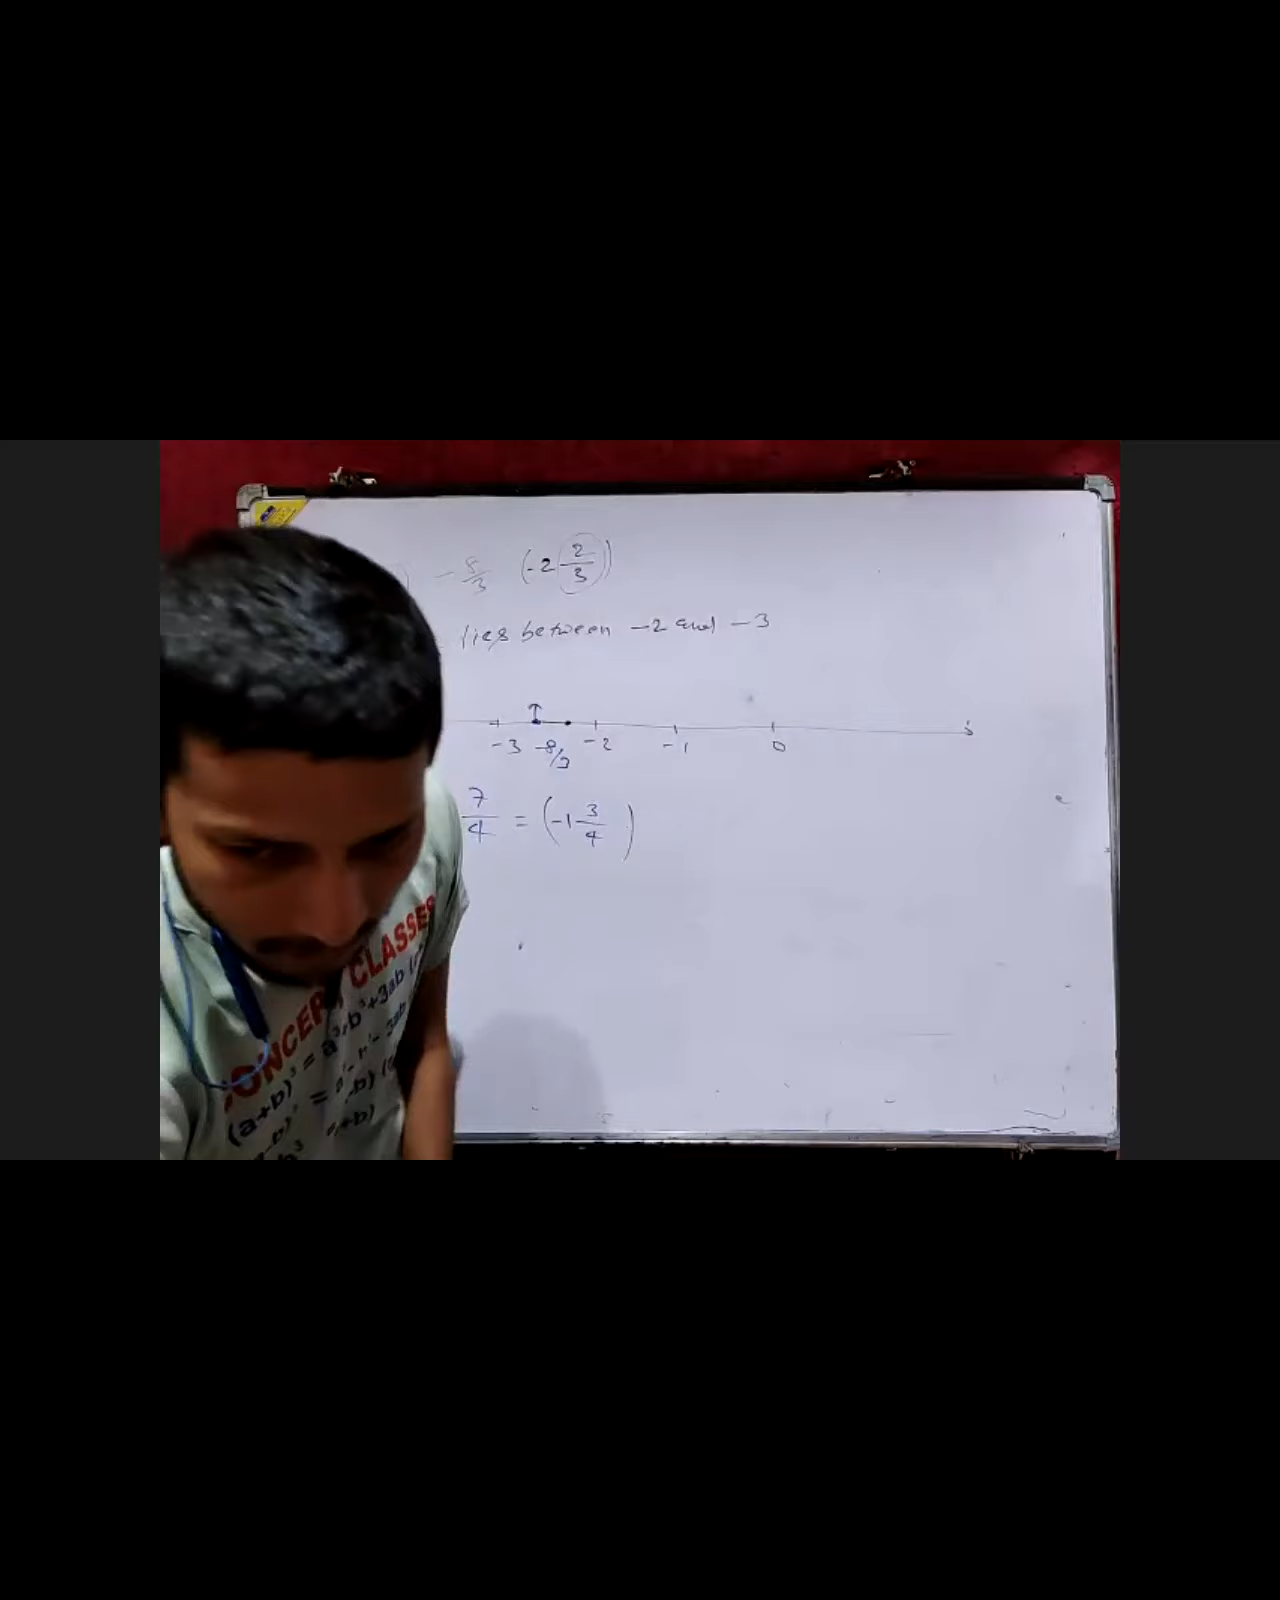 - 8/3 (-2 2/3)
lies between -2 and -3
-3 -8/3 -2 -1 0
7/4 = (-1 3/4)
CONCEPT CLASSES
(a+b)³ = a³+b³+3ab